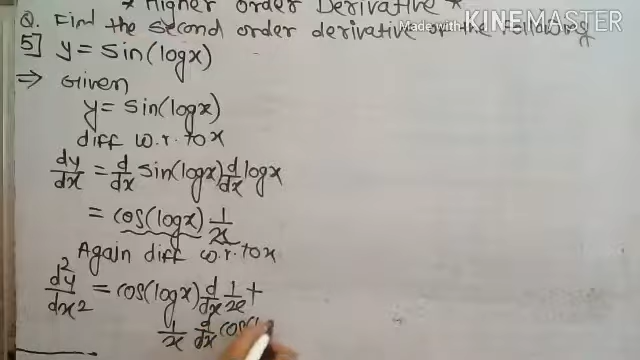 * Higher Order Derivative *
Made with KINEMASTER
Q. Find the second order derivative of the following
5] y = sin(logx)
⇒ Given
y = sin(logx)
diff w.r. to x
dy/dx = d/dx sin(logx) d/dx logx
= cos(logx) 1/x
Again diff w.r. to x
d²y/dx2 = cos(logx) d/dx 1/x +
1/x d/dx cos(